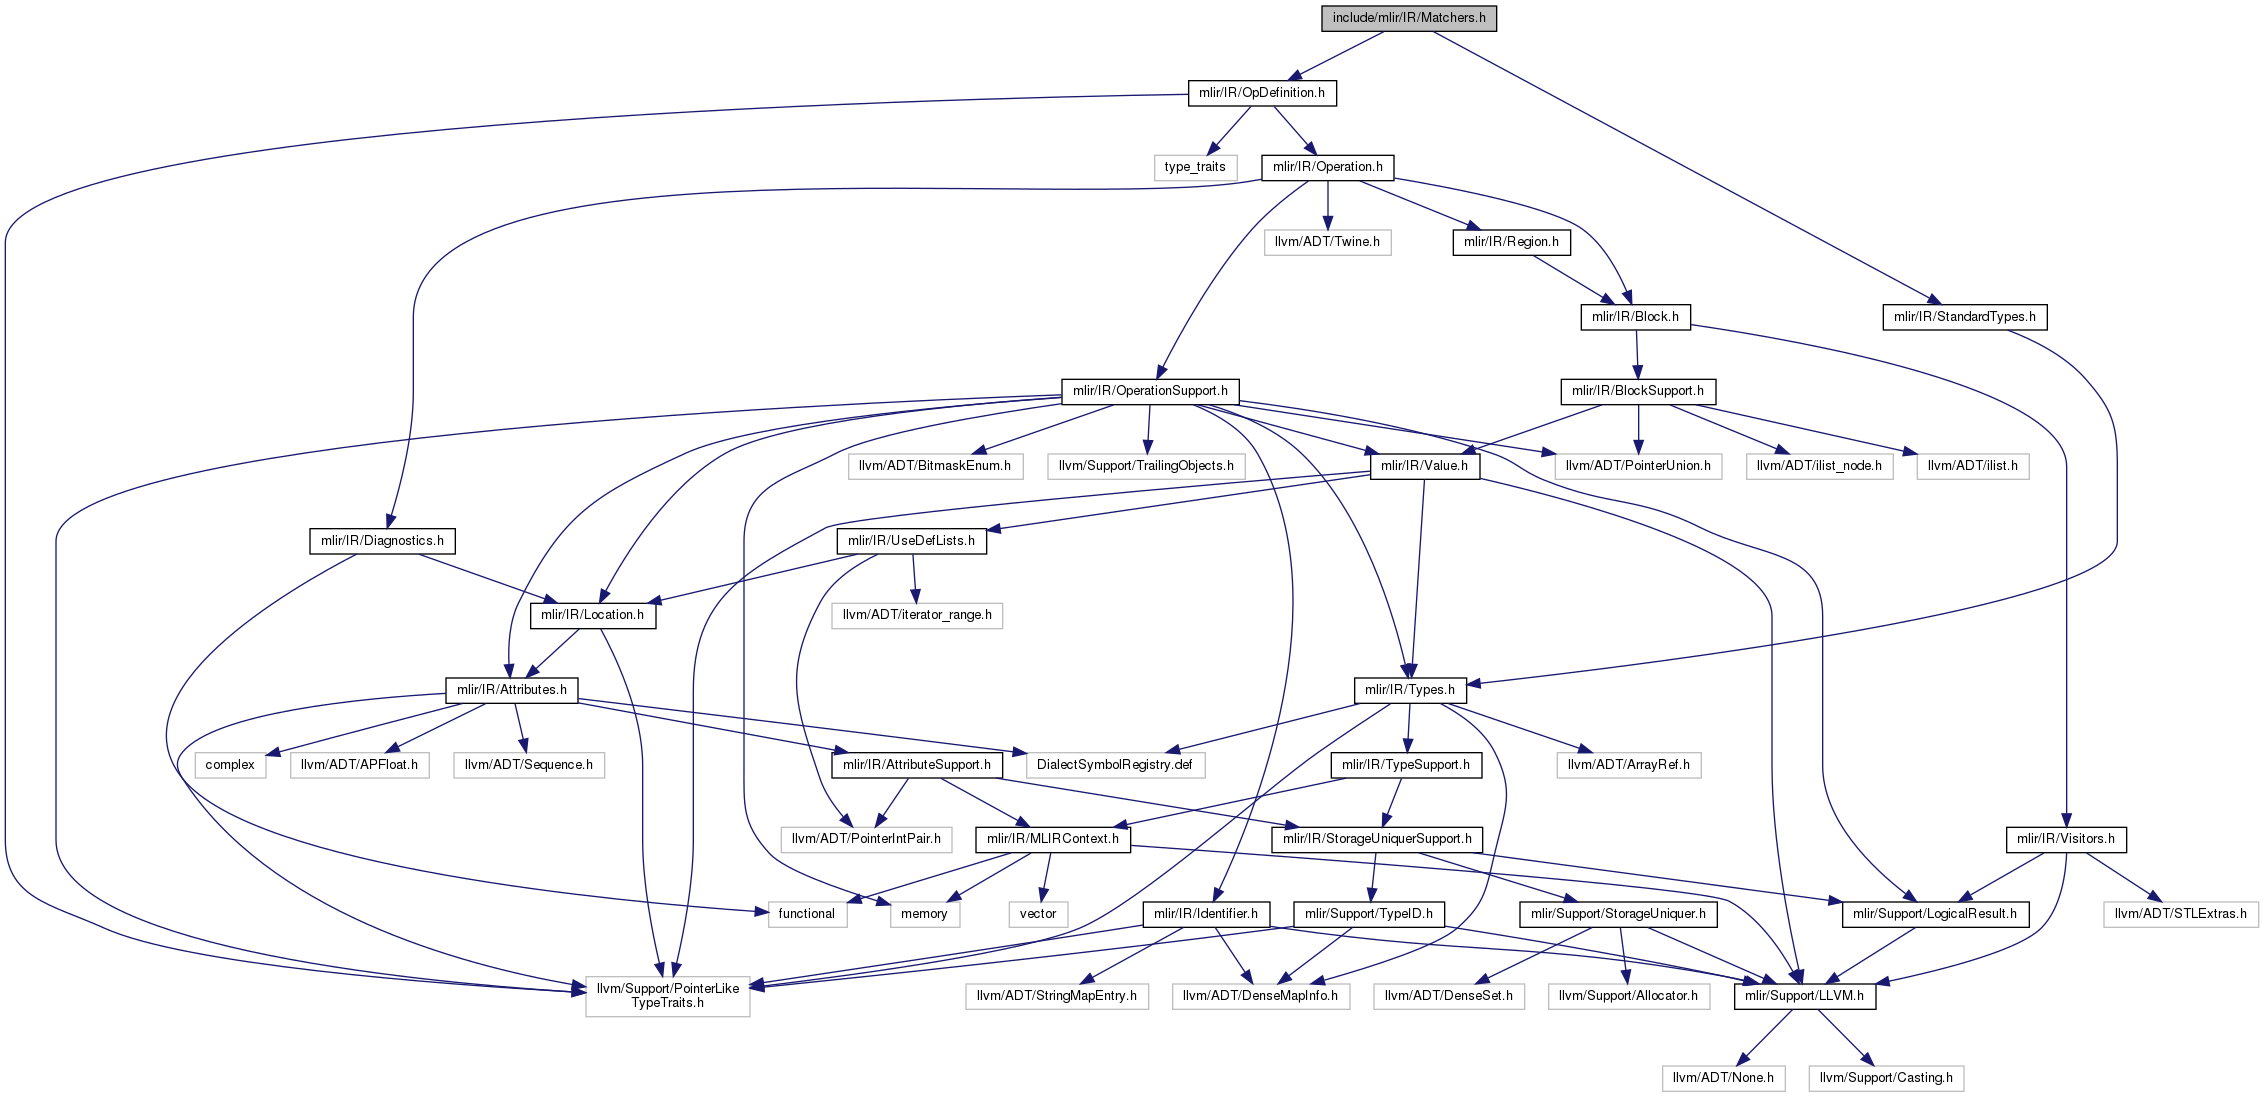 include/mlir/IR/Matchers.h
mlir/IR/OpDefinition.h
type_traits
mlir/IR/Operation.h
llvm/ADT/Twine.h
mlir/IR/Region.h
mlir/IR/Block.h
mlir/IR/StandardTypes.h
mlir/IR/OperationSupport.h
mlir/IR/BlockSupport.h
llvm/ADT/BitmaskEnum.h
llvm/Support/TrailingObjects.h
mlir/IR/Value.h
llvm/ADT/PointerUnion.h
llvm/ADT/ilist_node.h
llvm/ADT/ilist.h
mlir/IR/Diagnostics.h
mlir/IR/UseDefLists.h
mlir/IR/Location.h
llvm/ADT/iterator_range.h
mlir/IR/Attributes.h
mlir/IR/Types.h
complex
llvm/ADT/APFloat.h
llvm/ADT/Sequence.h
mlir/IR/AttributeSupport.h
DialectSymbolRegistry.def
mlir/IR/TypeSupport.h
llvm/ADT/ArrayRef.h
llvm/ADT/PointerIntPair.h
mlir/IR/MLIRContext.h
mlir/IR/StorageUniquerSupport.h
mlir/IR/Visitors.h
functional
memory
vector
mlir/IR/Identifier.h
mlir/Support/TypeID.h
mlir/Support/StorageUniquer.h
mlir/Support/LogicalResult.h
llvm/ADT/STLExtras.h
llvm/Support/PointerLike
TypeTraits.h
llvm/ADT/StringMapEntry.h
llvm/ADT/DenseMapInfo.h
llvm/ADT/DenseSet.h
llvm/Support/Allocator.h
mlir/Support/LLVM.h
llvm/ADT/None.h
llvm/Support/Casting.h